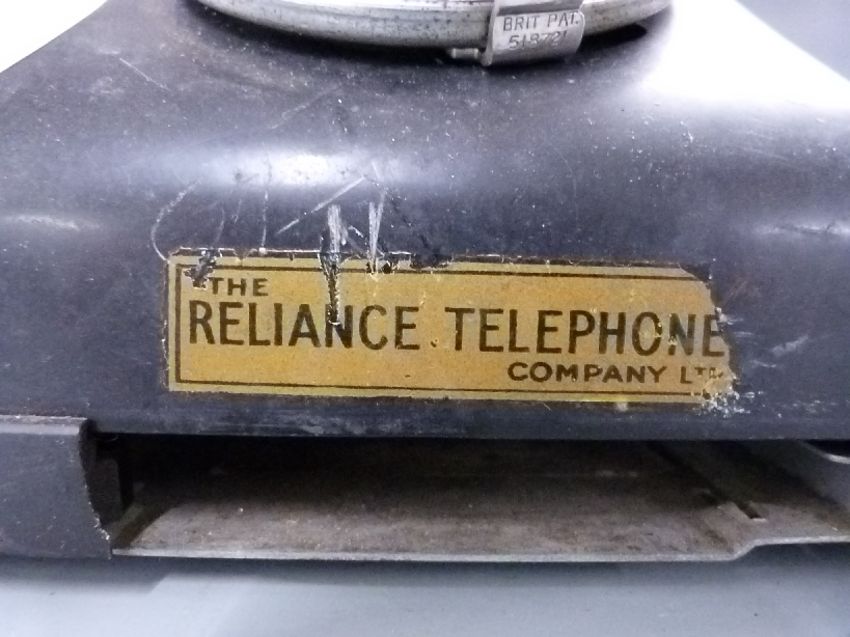 BRIT PAT.
518721
THE
RELIANCE TELEPHONE
COMPANY LTD